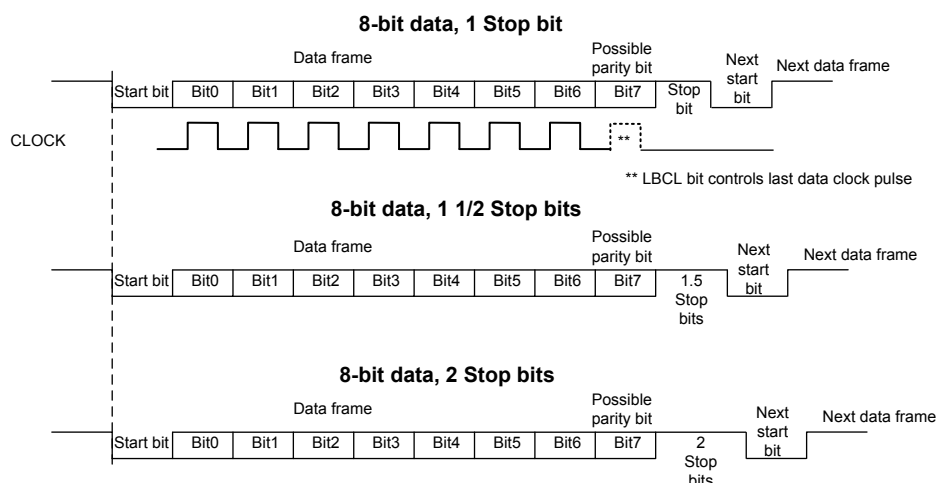 8-bit data, 1 Stop bit
Data frame
Possible
parity bit
Next
start
bit
Next data frame
Start bit Bit0 Bit1 Bit2 Bit3 Bit4 Bit5 Bit6 Bit7 Stop
bit
CLOCK
**
** LBCL bit controls last data clock pulse
8-bit data, 1 1/2 Stop bits
Data frame
Possible
parity bit
Next
start
bit
Next data frame
Start bit Bit0 Bit1 Bit2 Bit3 Bit4 Bit5 Bit6 Bit7 1.5
Stop
bits
8-bit data, 2 Stop bits
Data frame
Possible
parity bit
Next
start
bit
Next data frame
Start bit Bit0 Bit1 Bit2 Bit3 Bit4 Bit5 Bit6 Bit7 2
Stop
bits